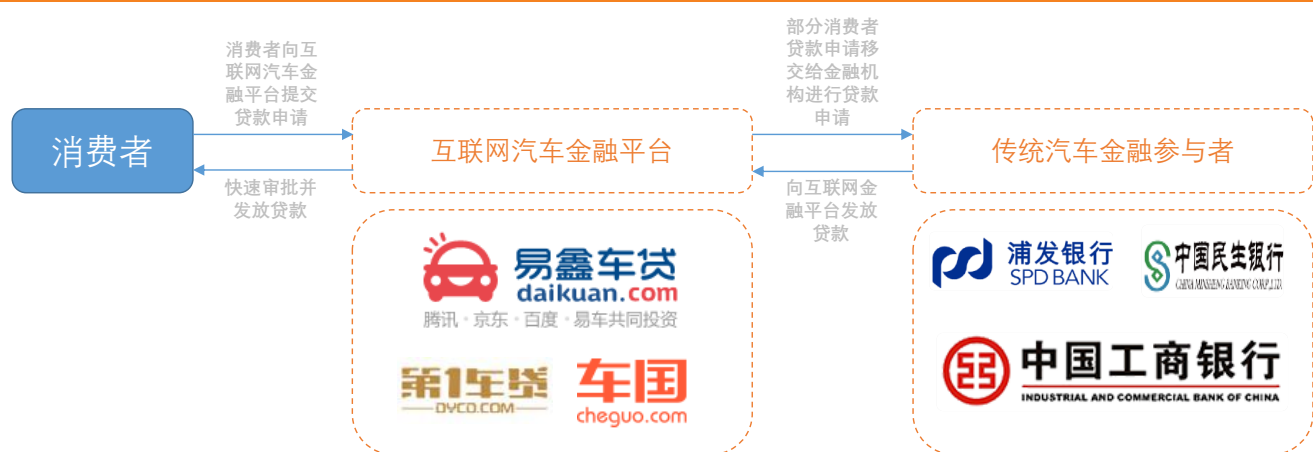 消费者向互
联网汽车金
融平台提交
贷款申请
部分消费者
贷款申请移
交给金融机
构进行贷款
申请
消费者
互联网汽车金融平台
传统汽车金融参与者
快速审批并
发放贷款
向互联网金
融平台发放
贷款
易鑫车贷
daikuan.com
腾讯·京东·百度·易车共同投资
第1车贷
DYCD.COM
车国
cheguo.com
浦发银行
SPD BANK
中国民生银行
CHINA MINSHENG BANKING CORP.,LTD.
中国工商银行
INDUSTRIAL AND COMMERCIAL BANK OF CHINA